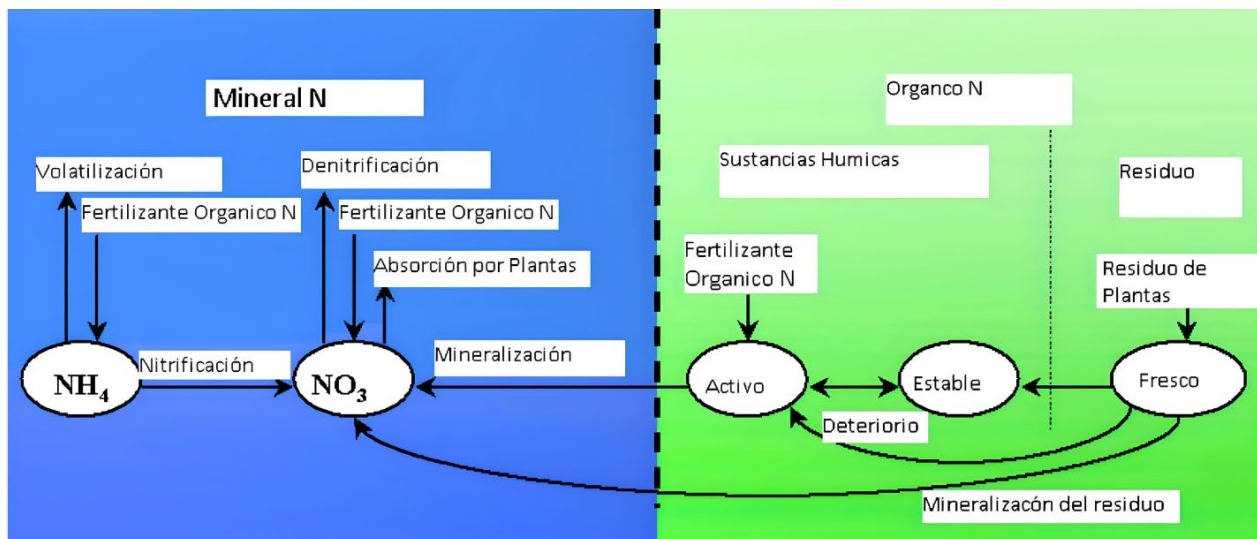 Mineral N
Organco N
Sustancias Humicas
Volatilización
Denitrificación
Residuo
Fertilizante Organico N
Fertilizante Organico N
Absorción por Plantas
Fertilizante
Organico N
Residuo de
Plantas
Nitrificación
Mineralización
NH₄
NO₃
Activo
Estable
Fresco
Deterioro
Mineralizacón del residuo